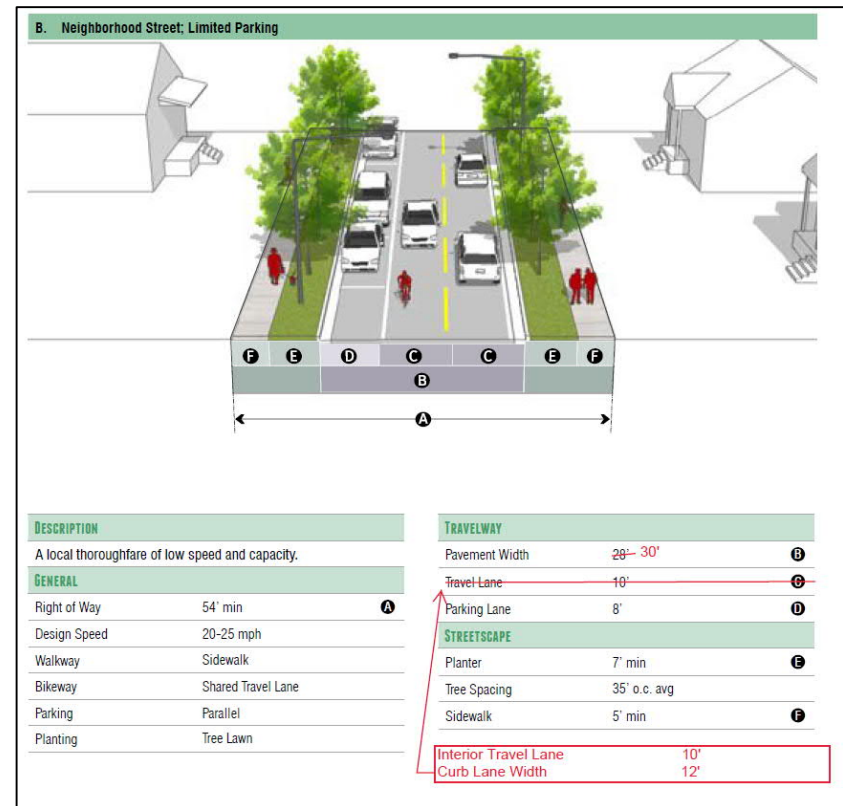 B. Neighborhood Street; Limited Parking
F E D C C E F
B
A
DESCRIPTION
A local thoroughfare of low speed and capacity.
GENERAL
Right of Way 54' min A
Design Speed 20-25 mph
Walkway Sidewalk
Bikeway Shared Travel Lane
Parking Parallel
Planting Tree Lawn
TRAVELWAY
Pavement Width 28' 30' B
Travel Lane 10' C
Parking Lane 8' D
STREETSCAPE
Planter 7' min E
Tree Spacing 35' o.c. avg
Sidewalk 5' min F
Interior Travel Lane 10'
Curb Lane Width 12'